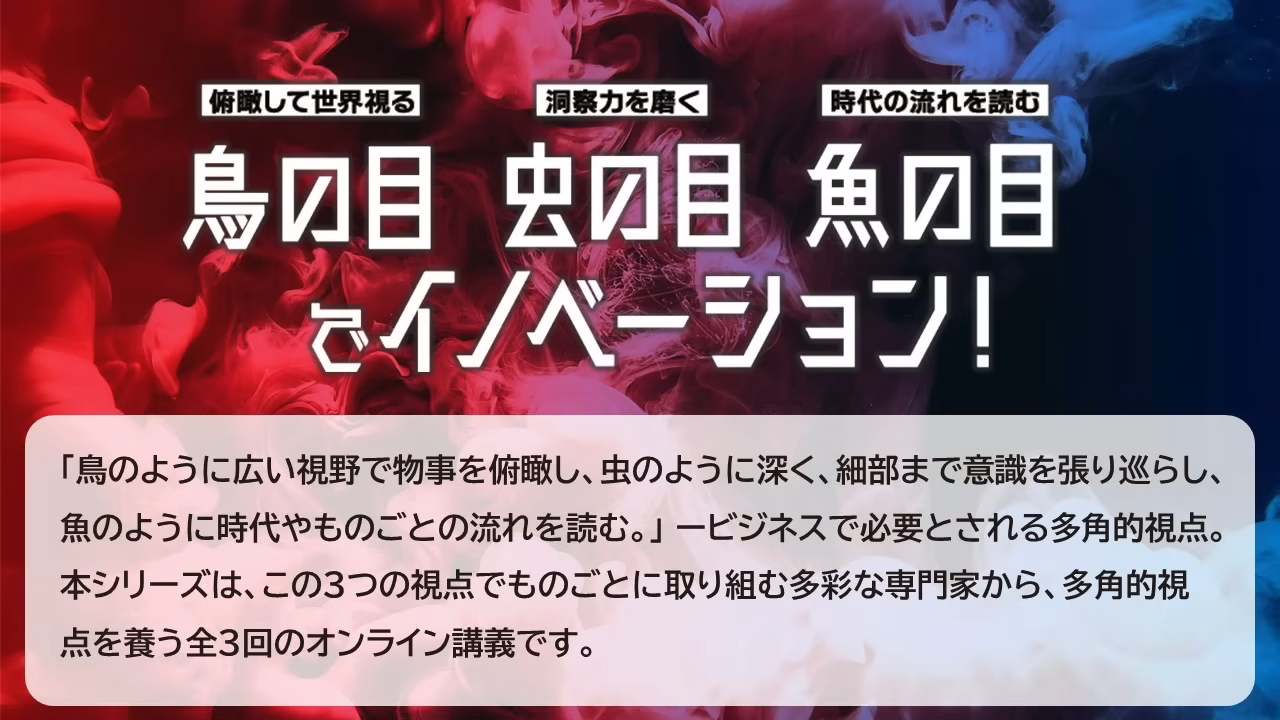 俯瞰して世界視る 洞察力を磨く 時代の流れを読む
鳥の目 虫の目 魚の目
でイノベーション!
「鳥のように広い視野で物事を俯瞰し、虫のように深く、細部まで意識を張り巡らし、
魚のように時代やものごとの流れを読む。」 ービジネスで必要とされる多角的視点。
本シリーズは、この3つの視点でものごとに取り組む多彩な専門家から、多角的視
点を養う全3回のオンライン講義です。